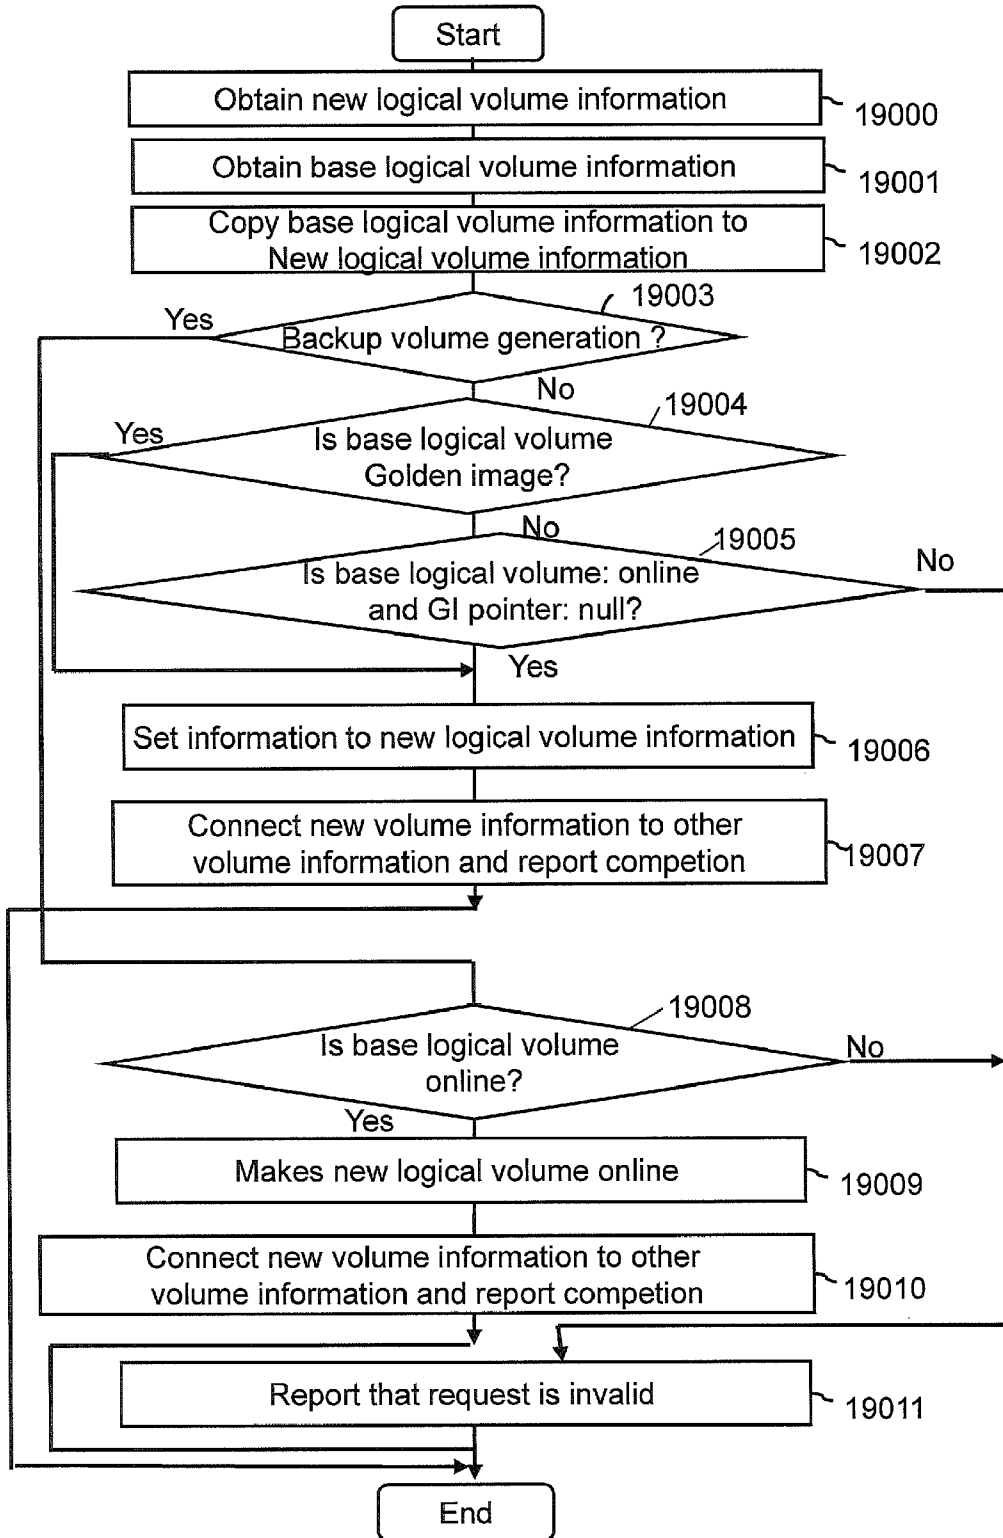 Start
Obtain new logical volume information
19000
Obtain base logical volume information
19001
Copy base logical volume information to
New logical volume information
19002
19003
Yes
Backup volume generation ?
No
19004
Yes
Is base logical volume
Golden image?
No
19005
No
Is base logical volume: online
and GI pointer: null?
Yes
Set information to new logical volume information
19006
Connect new volume information to other
volume information and report competion
19007
19008
Is base logical volume
online?
No
Yes
Makes new logical volume online
19009
Connect new volume information to other
volume information and report competion
19010
Report that request is invalid
19011
End